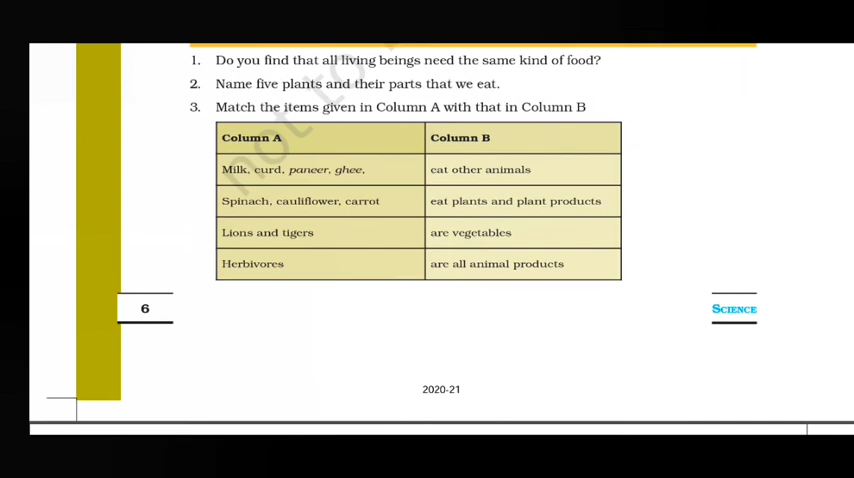 not to
1. Do you find that all living beings need the same kind of food?
2. Name five plants and their parts that we eat.
3. Match the items given in Column A with that in Column B
Column A Column B
Milk, curd, paneer, ghee, eat other animals
Spinach, cauliflower, carrot eat plants and plant products
Lions and tigers are vegetables
Herbivores are all animal products
6 SCIENCE
2020-21